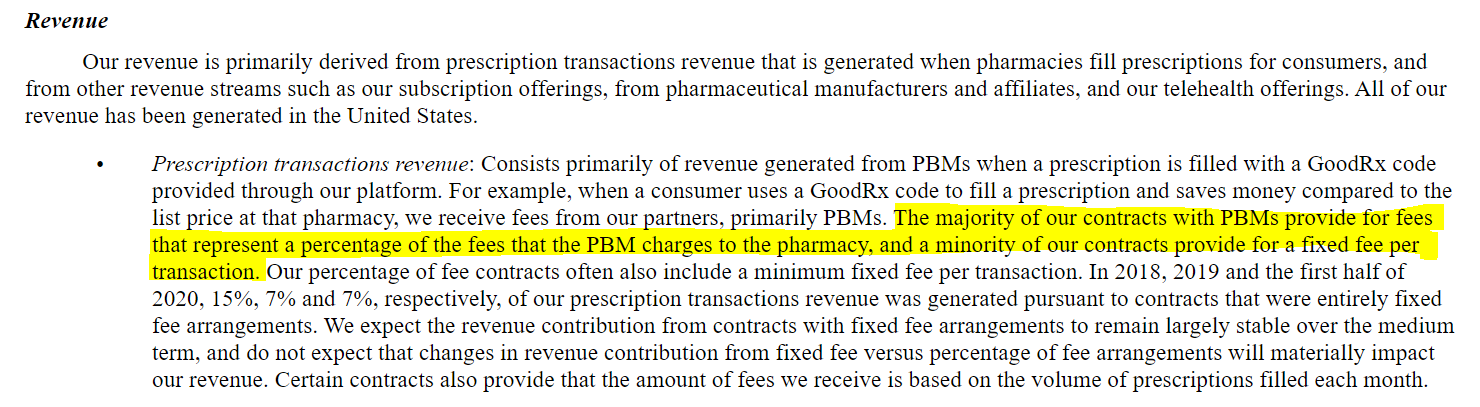 Revenue
Our revenue is primarily derived from prescription transactions revenue that is generated when pharmacies fill prescriptions for consumers, and
from other revenue streams such as our subscription offerings, from pharmaceutical manufacturers and affiliates, and our telehealth offerings. All of our
revenue has been generated in the United States.
• Prescription transactions revenue: Consists primarily of revenue generated from PBMs when a prescription is filled with a GoodRx code
provided through our platform. For example, when a consumer uses a GoodRx code to fill a prescription and saves money compared to the
list price at that pharmacy, we receive fees from our partners, primarily PBMs. The majority of our contracts with PBMs provide for fees
that represent a percentage of the fees that the PBM charges to the pharmacy, and a minority of our contracts provide for a fixed fee per
transaction. Our percentage of fee contracts often also include a minimum fixed fee per transaction. In 2018, 2019 and the first half of
2020, 15%, 7% and 7%, respectively, of our prescription transactions revenue was generated pursuant to contracts that were entirely fixed
fee arrangements. We expect the revenue contribution from contracts with fixed fee arrangements to remain largely stable over the medium
term, and do not expect that changes in revenue contribution from fixed fee versus percentage of fee arrangements will materially impact
our revenue. Certain contracts also provide that the amount of fees we receive is based on the volume of prescriptions filled each month.